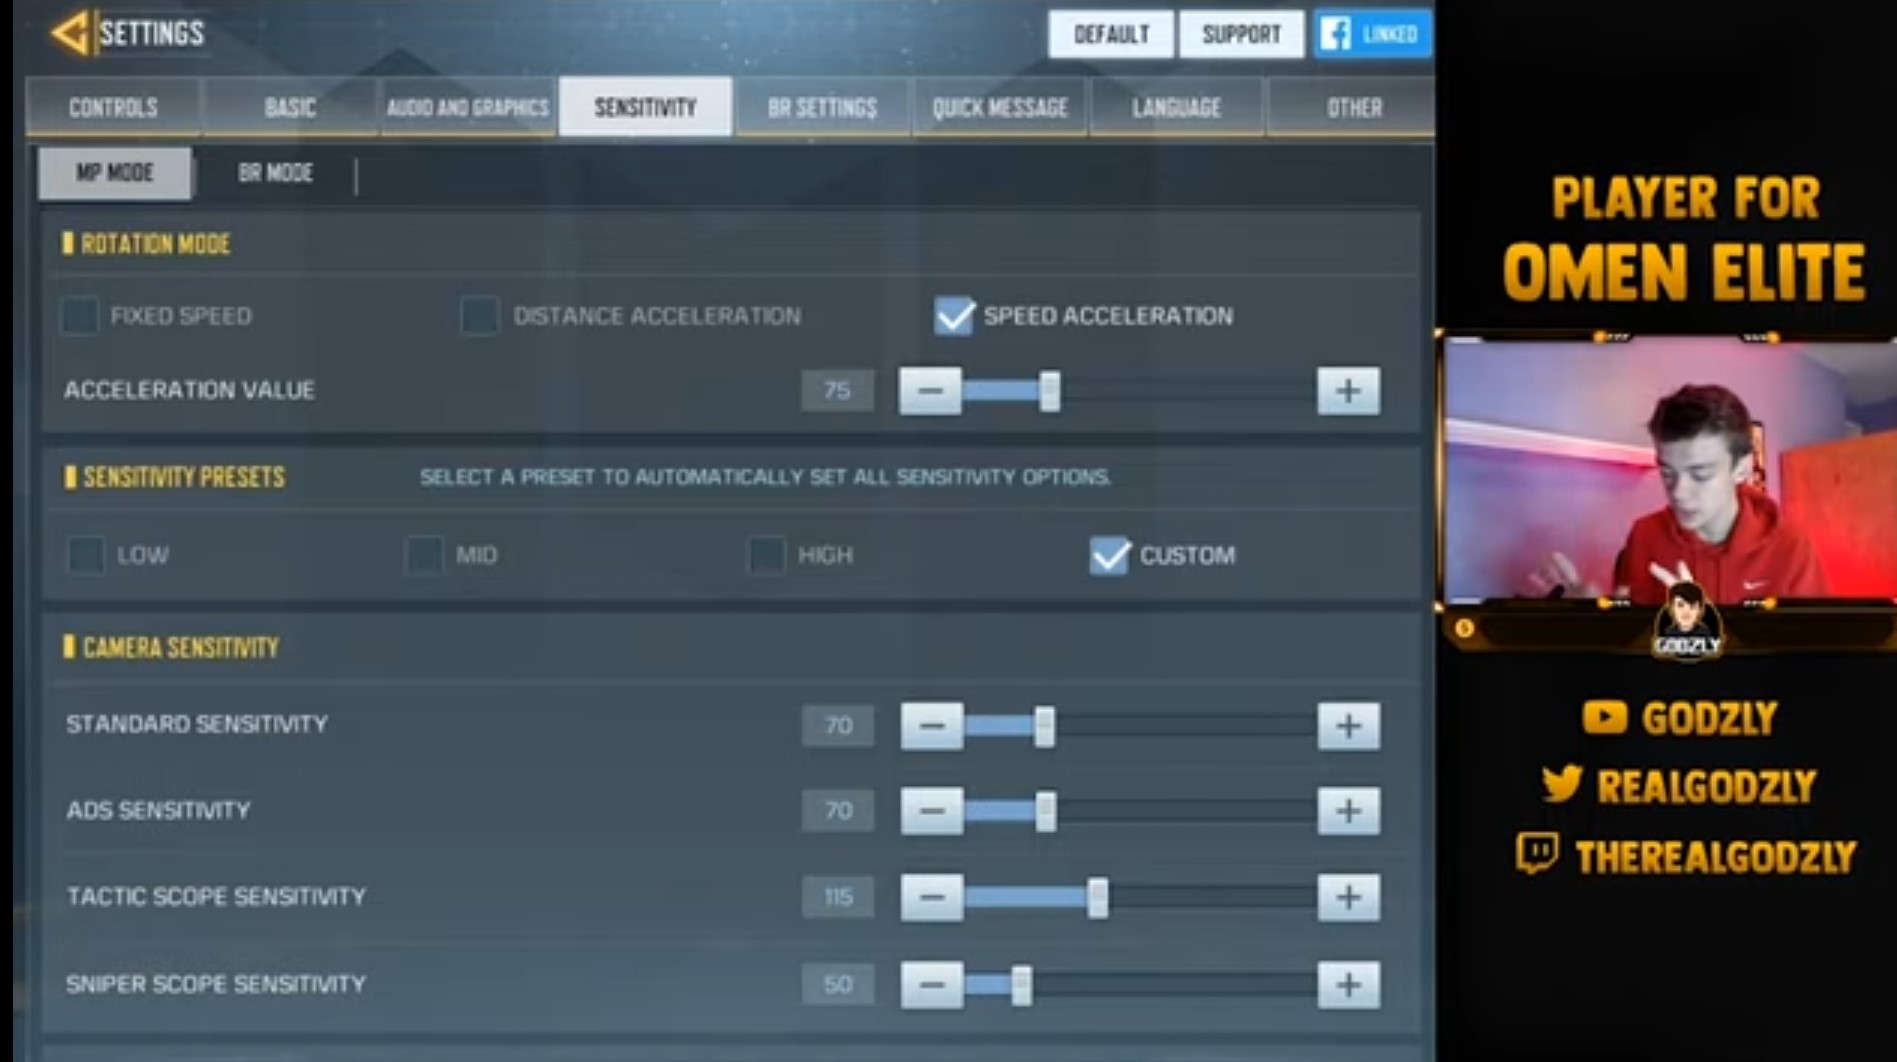 SETTINGS
DEFAULT SUPPORT LINKED
CONTROLS BASIC AUDIO AND GRAPHICS SENSITIVITY BR SETTINGS QUICK MESSAGE LANGUAGE OTHER
MP MODE BR MODE
ROTATION MODE
FIXED SPEED DISTANCE ACCELERATION SPEED ACCELERATION
ACCELERATION VALUE 75 − +
SENSITIVITY PRESETS SELECT A PRESET TO AUTOMATICALLY SET ALL SENSITIVITY OPTIONS.
LOW MID HIGH CUSTOM
CAMERA SENSITIVITY
STANDARD SENSITIVITY 70 − +
ADS SENSITIVITY 70 − +
TACTIC SCOPE SENSITIVITY 115 − +
SNIPER SCOPE SENSITIVITY 50 − +
PLAYER FOR
OMEN ELITE
GODZLY
GODZLY
REALGODZLY
THEREALGODZLY